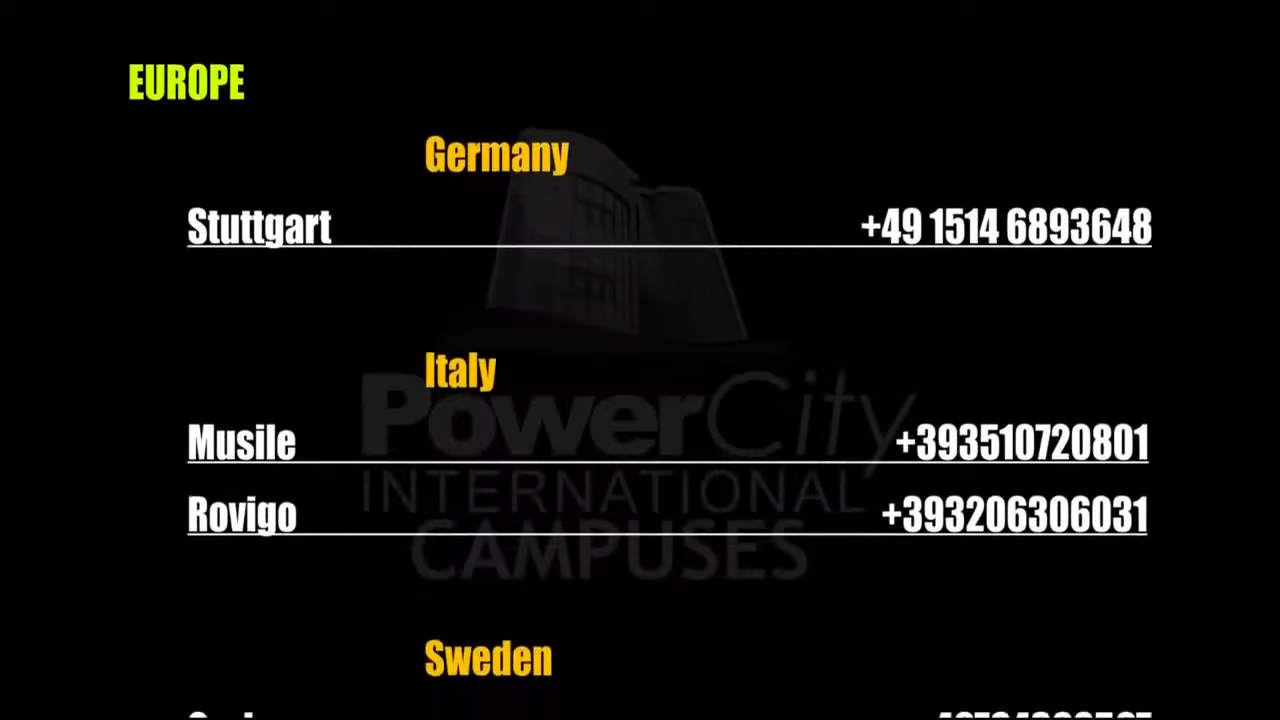 EUROPE
Germany
Stuttgart +49 1514 6893648
Italy
PowerCity
Musile +393510720801
INTERNATIONAL
Rovigo +393206306031
CAMPUSES
Sweden